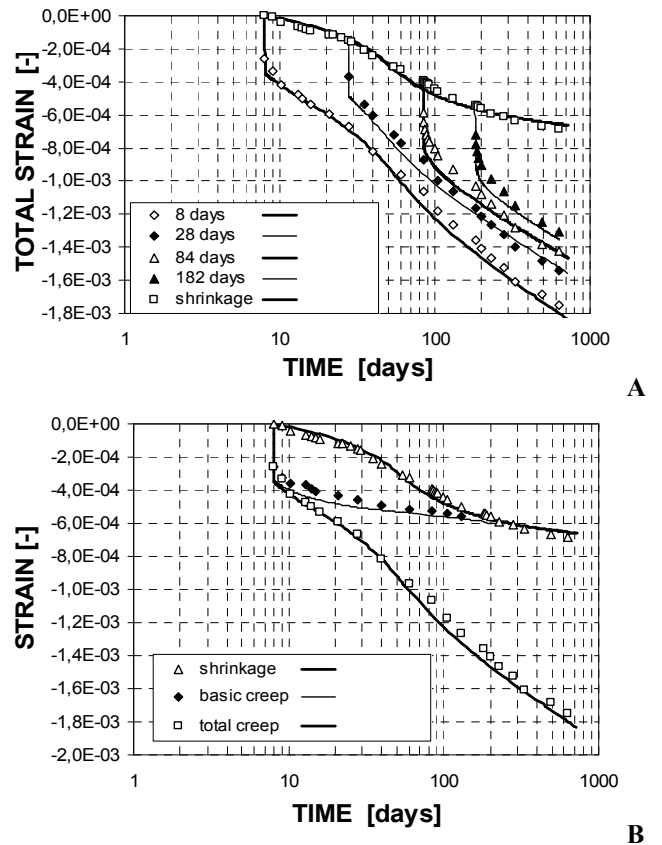 TOTAL STRAIN [-]
0,0E+00
-2,0E-04
-4,0E-04
-6,0E-04
-8,0E-04
-1,0E-03
-1,2E-03
-1,4E-03
-1,6E-03
-1,8E-03
8 days
28 days
84 days
182 days
shrinkage
1 10 100 1000
TIME [days]
A
STRAIN [-]
0,0E+00
-2,0E-04
-4,0E-04
-6,0E-04
-8,0E-04
-1,0E-03
-1,2E-03
-1,4E-03
-1,6E-03
-1,8E-03
-2,0E-03
shrinkage
basic creep
total creep
1 10 100 1000
TIME [days]
B